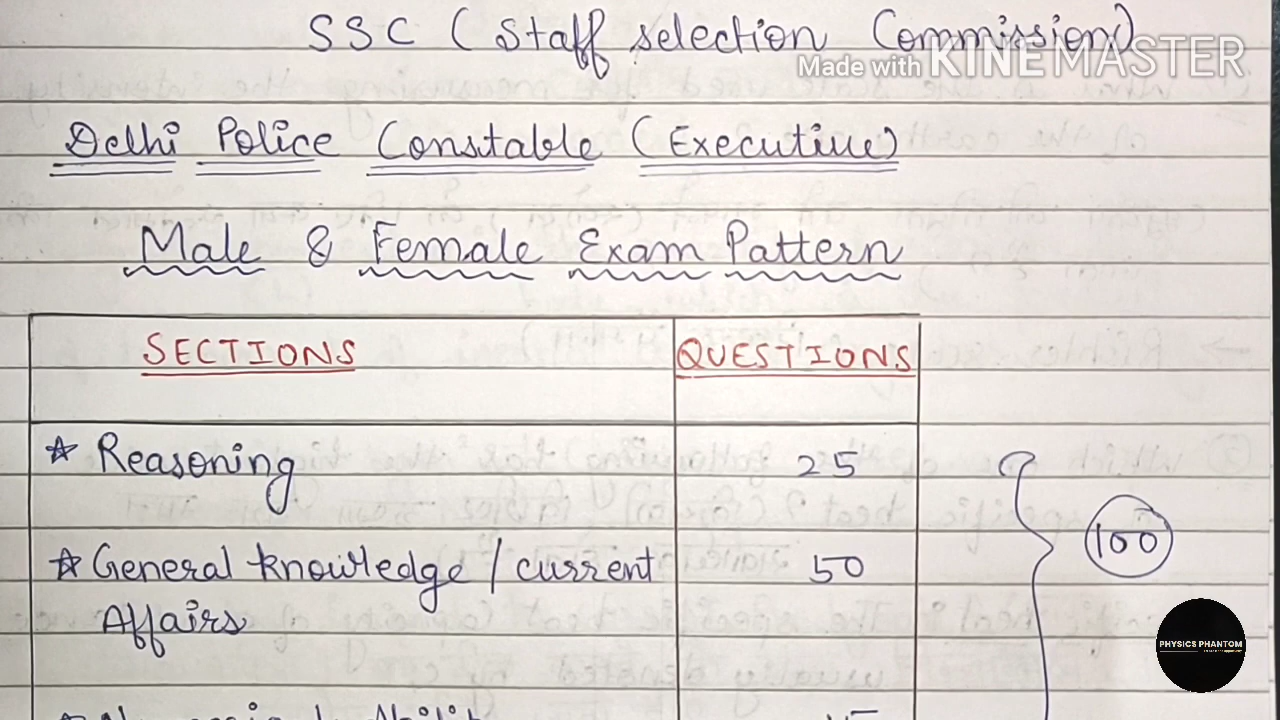 SSC (Staff selection Commission)
Made with KINEMASTER
Delhi Police Constable (Executive)
Male & Female Exam Pattern
SECTIONS QUESTIONS
☆ Reasoning 25
☆ General knowledge / current 50
Affairs
100
PHYSICS PHANTOM